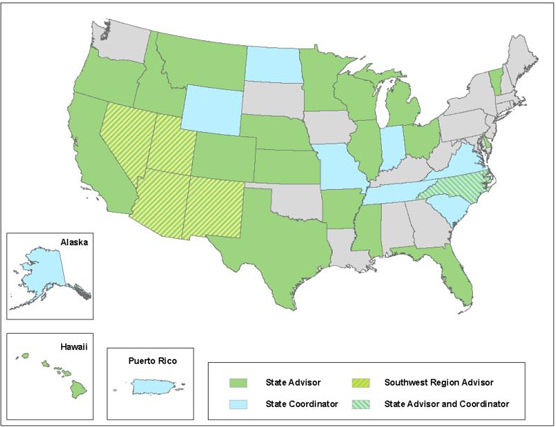 Alaska
Hawaii
Puerto Rico
State Advisor
Southwest Region Advisor
State Coordinator
State Advisor and Coordinator